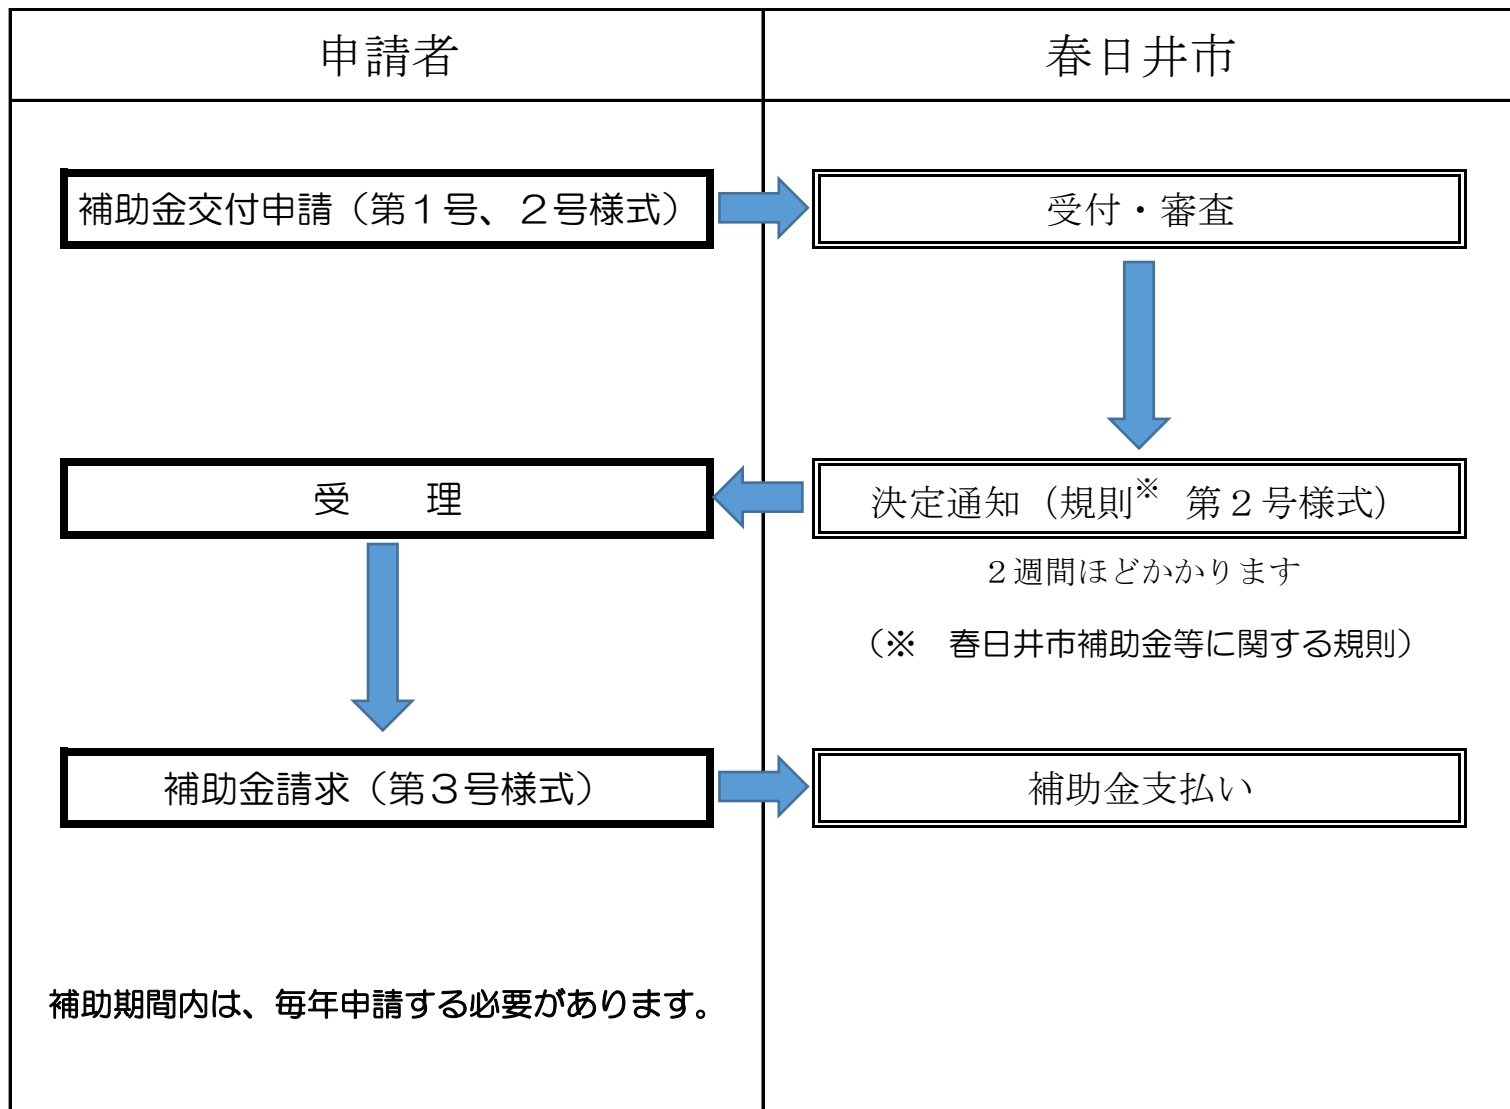 申請者
春日井市
補助金交付申請（第１号、２号様式）
受付・審査
受　　理
決定通知（規則※　第２号様式）
２週間ほどかかります
（※　春日井市補助金等に関する規則）
補助金請求（第３号様式）
補助金支払い
補助期間内は、毎年申請する必要があります。